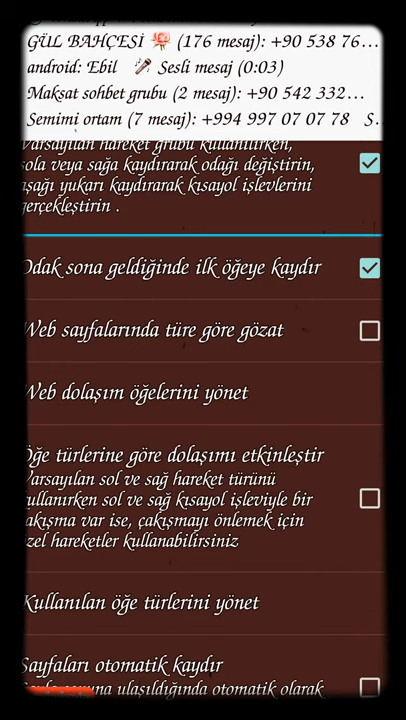 GÜL BAHÇESİ 🌹 (176 mesaj): +90 538 76…
android: Ebil 🎤 Sesli mesaj (0:03)
Maksat sohbet grubu (2 mesaj): +90 542 332…
Semimi ortam (7 mesaj): +994 997 07 07 78 S.
Varsayılan hareket grubu kullanılırken,
sola veya sağa kaydırarak odağı değiştirin,
aşağı yukarı kaydırarak kısayol işlevlerini
gerçekleştirin .
Odak sona geldiğinde ilk öğeye kaydır
Web sayfalarında türe göre gözat
Web dolaşım öğelerini yönet
Öğe türlerine göre dolaşımı etkinleştir
Varsayılan sol ve sağ hareket türünü
kullanırken sol ve sağ kısayol işleviyle bir
çakışma var ise, çakışmayı önlemek için
özel hareketler kullanabilirsiniz
Kullanılan öğe türlerini yönet
Sayfaları otomatik kaydır
ulaşıldığında otomatik olarak